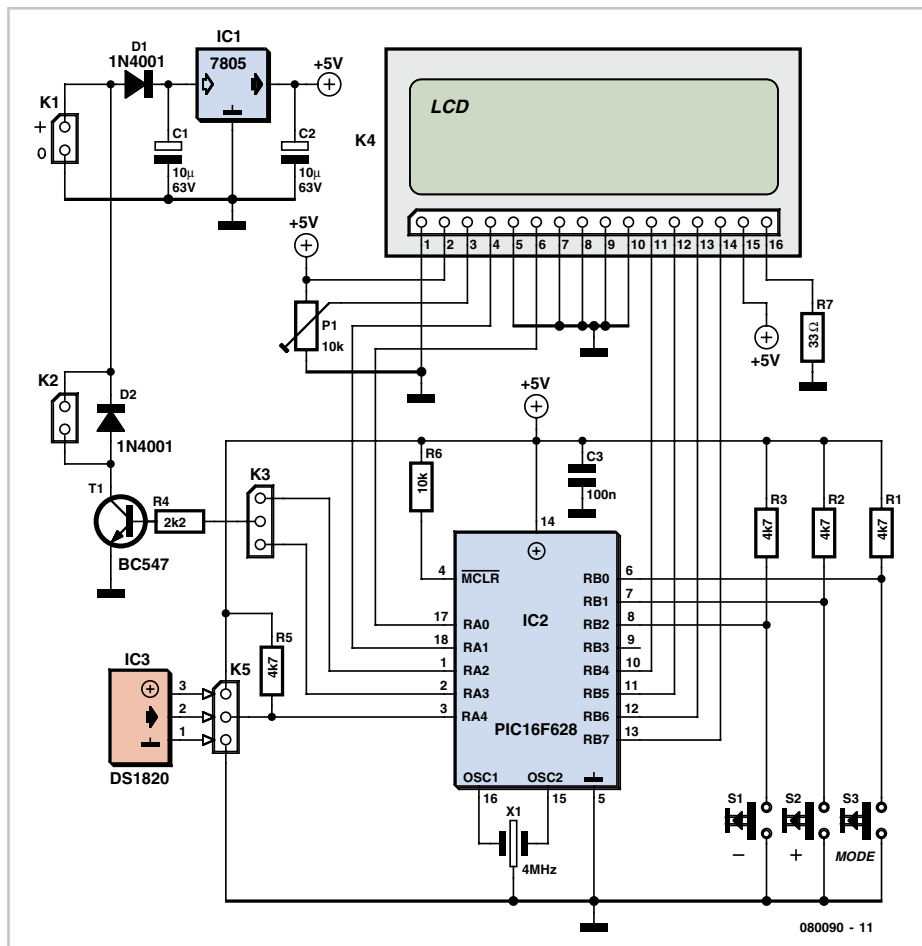 D1
1N4001
IC1
7805
+5V
K1
+
0
C1
10µ
63V
C2
10µ
63V
LCD
K4
1 2 3 4 5 6 7 8 9 10 11 12 13 14 15 16
+5V
P1
10k
R7
33Ω
+5V
K2
D2
1N4001
+5V
T1
R4
2k2
BC547
K3
R6
10k
C3
100n
R3
4k7
R2
4k7
R1
4k7
14
4 MCLR
17 RA0
18 RA1
1 RA2
2 RA3
3 RA4
IC2
PIC16F628
RB0 6
RB1 7
RB2 8
RB3 9
RB4 10
RB5 11
RB6 12
RB7 13
OSC1 OSC2
16 15 5
X1
4MHz
R5
4k7
IC3
K5
3
2
1
DS1820
S1
–
S2
+
S3
MODE
080090 - 11